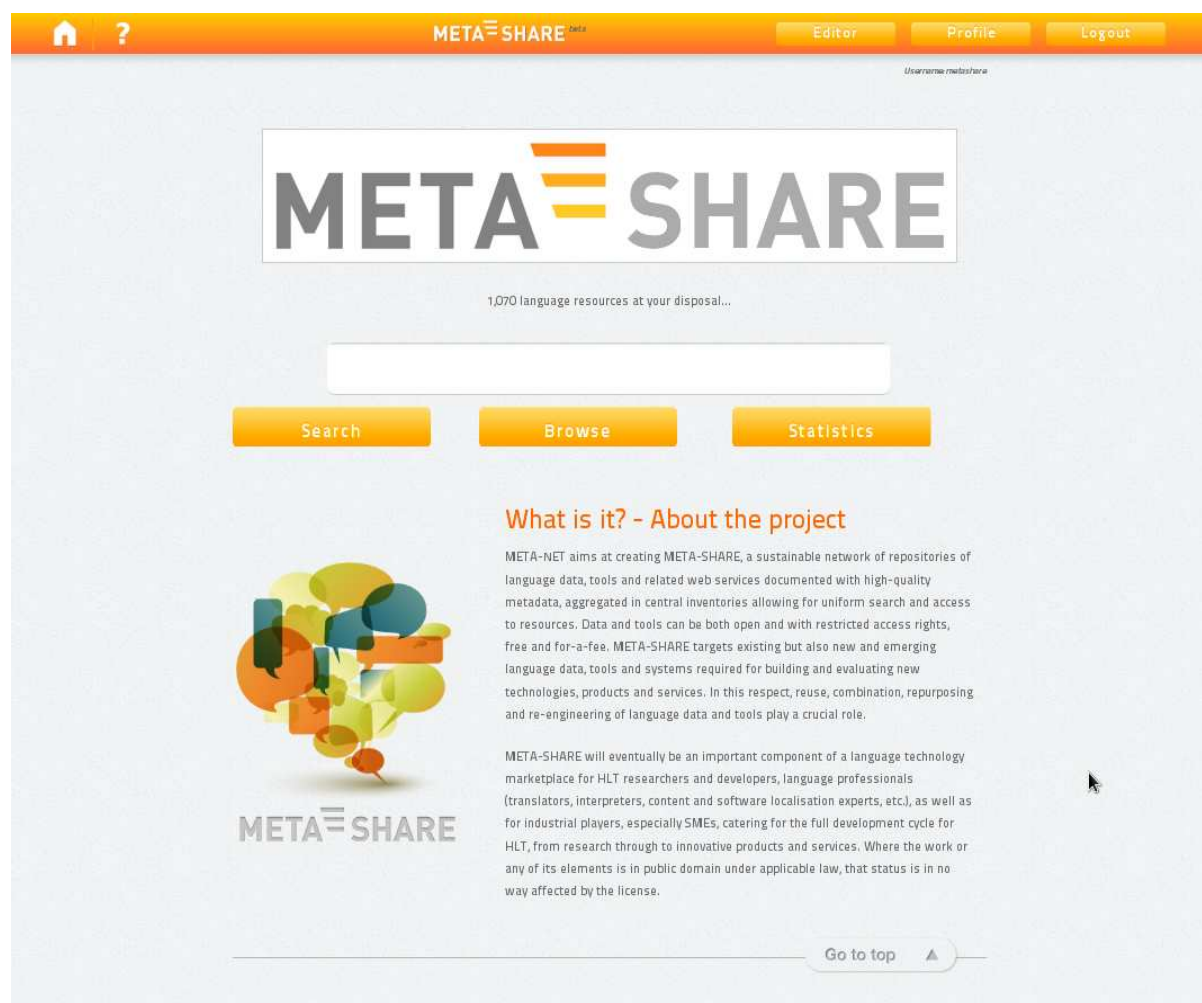 ?
META SHARE beta
Editor
Profile
Logout
Username: metashare
META SHARE
1,070 language resources at your disposal...
Search
Browse
Statistics
What is it? - About the project
META-NET aims at creating META-SHARE, a sustainable network of repositories of
language data, tools and related web services documented with high-quality
metadata, aggregated in central inventories allowing for uniform search and access
to resources. Data and tools can be both open and with restricted access rights,
free and for-a-fee. META-SHARE targets existing but also new and emerging
language data, tools and systems required for building and evaluating new
technologies, products and services. In this respect, reuse, combination, repurposing
and re-engineering of language data and tools play a crucial role.
META-SHARE will eventually be an important component of a language technology
marketplace for HLT researchers and developers, language professionals
(translators, interpreters, content and software localisation experts, etc.), as well as
for industrial players, especially SMEs, catering for the full development cycle for
HLT, from research through to innovative products and services. Where the work or
any of its elements is in public domain under applicable law, that status is in no
way affected by the license.
META SHARE
Go to top